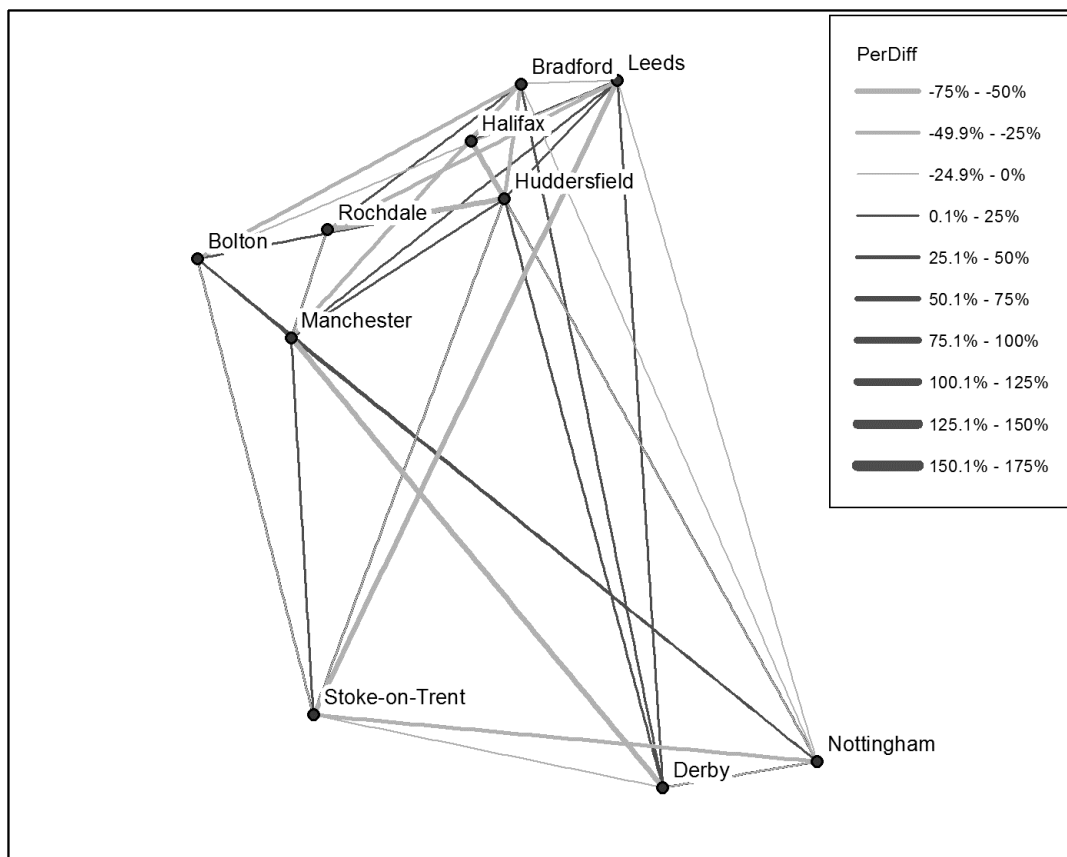 Bradford
Leeds
Halifax
Huddersfield
Rochdale
Bolton
Manchester
Stoke-on-Trent
Nottingham
Derby
PerDiff
-75% - -50%
-49.9% - -25%
-24.9% - 0%
0.1% - 25%
25.1% - 50%
50.1% - 75%
75.1% - 100%
100.1% - 125%
125.1% - 150%
150.1% - 175%